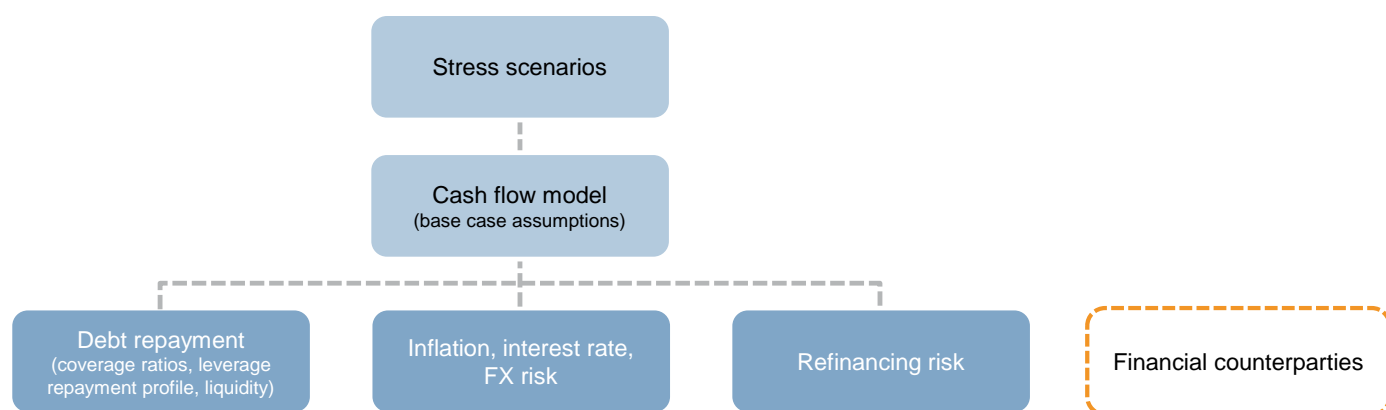 Stress scenarios
Cash flow model
(base case assumptions)
Debt repayment
(coverage ratios, leverage
repayment profile, liquidity)
Inflation, interest rate,
FX risk
Refinancing risk
Financial counterparties